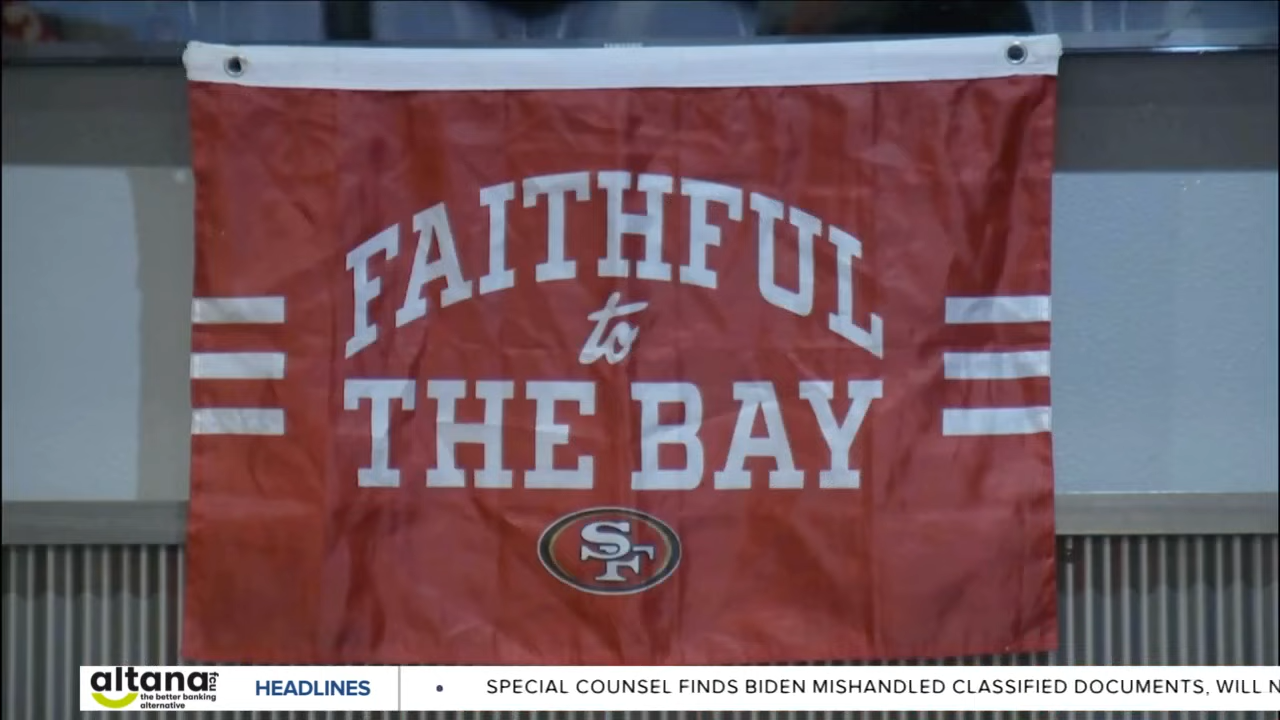 FAITHFUL
to
THE BAY
SF
altana fcu
the better banking
alternative
HEADLINES
• SPECIAL COUNSEL FINDS BIDEN MISHANDLED CLASSIFIED DOCUMENTS, WILL N